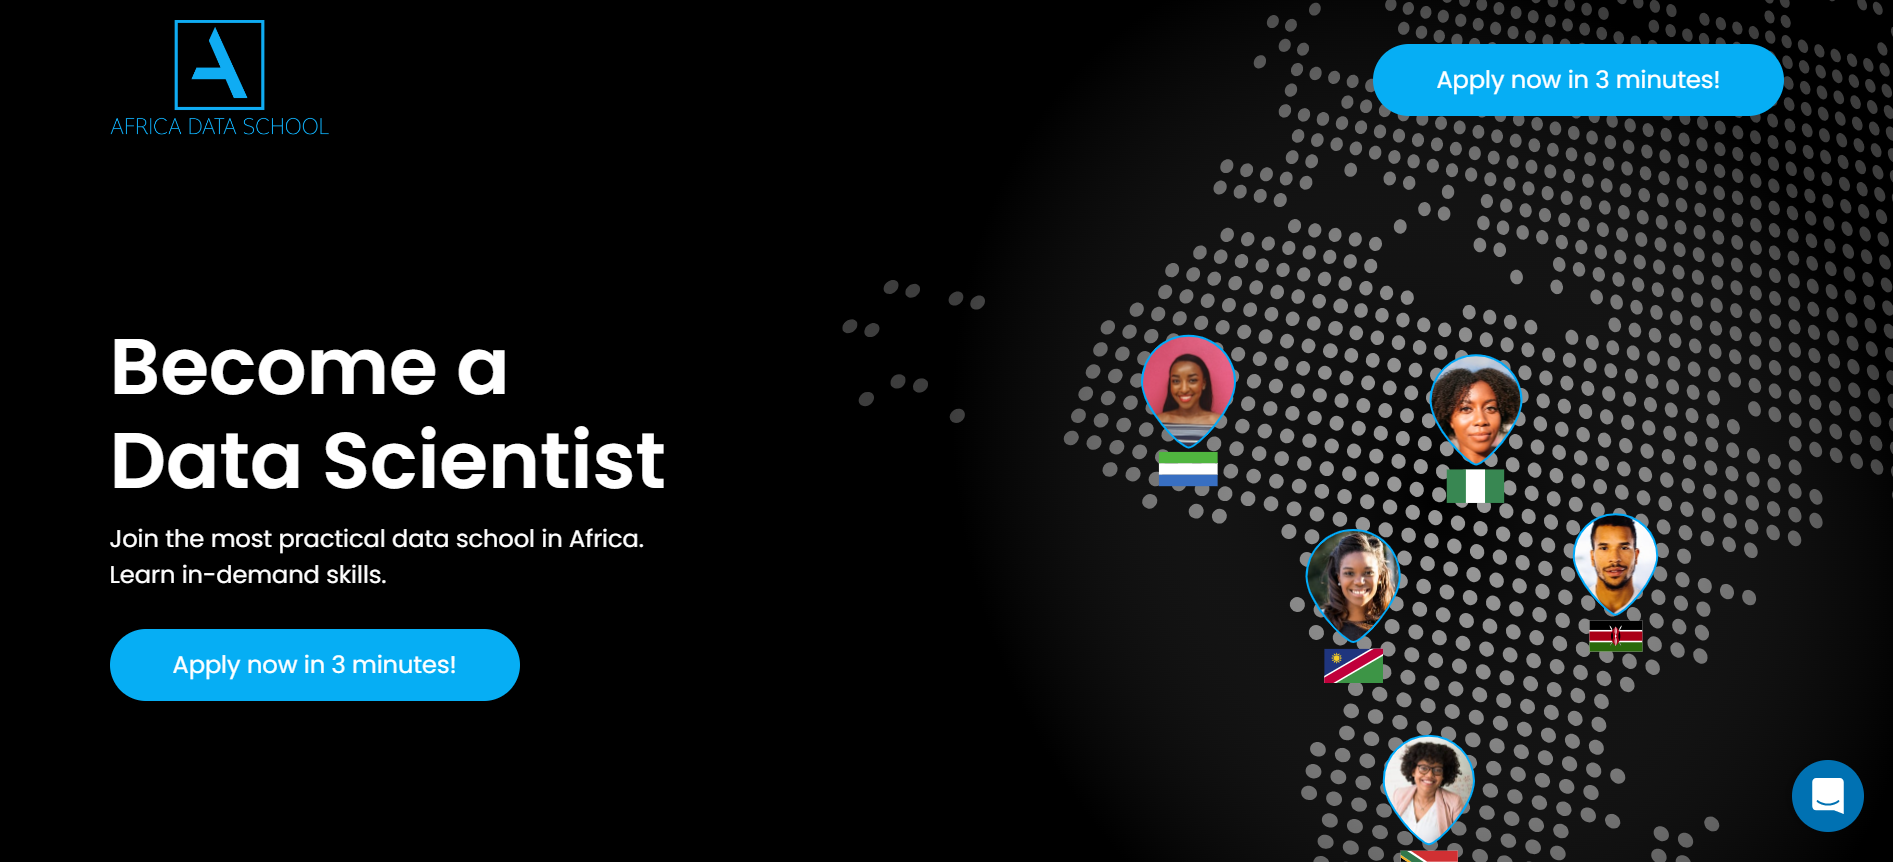 AFRICA DATA SCHOOL
Apply now in 3 minutes!
Become a
Data Scientist
Join the most practical data school in Africa.
Learn in-demand skills.
Apply now in 3 minutes!